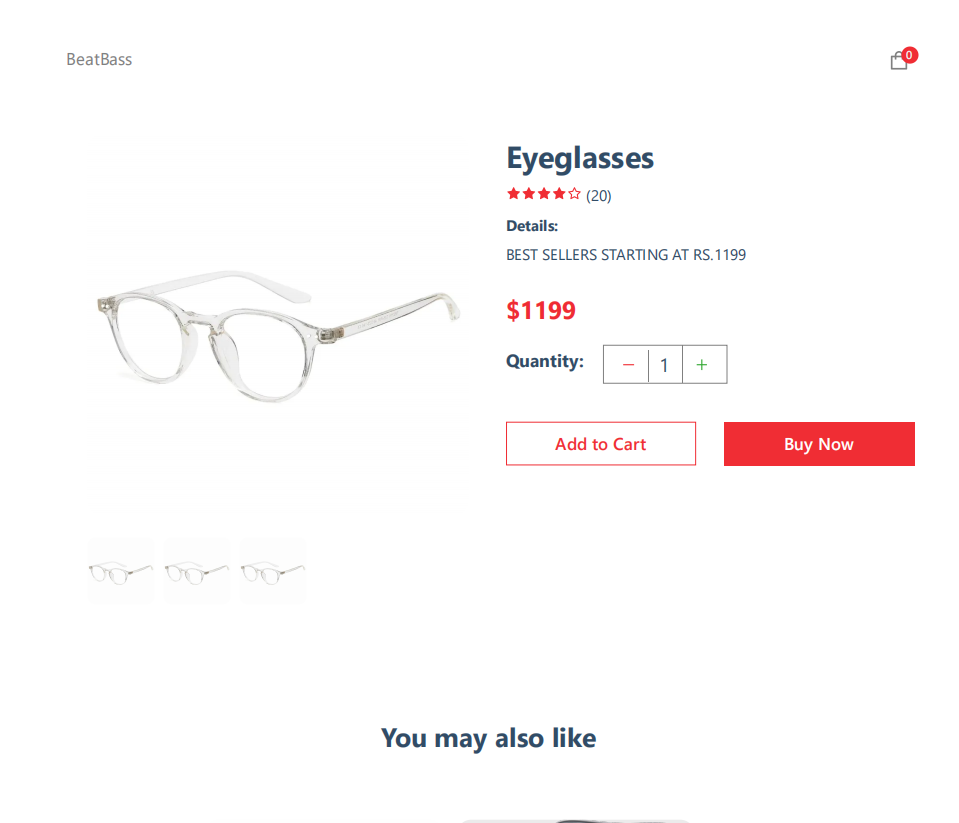 BeatBass
0
Eyeglasses
(20)
Details:
BEST SELLERS STARTING AT RS.1199
$1199
Quantity: − 1 +
Add to Cart
Buy Now
You may also like